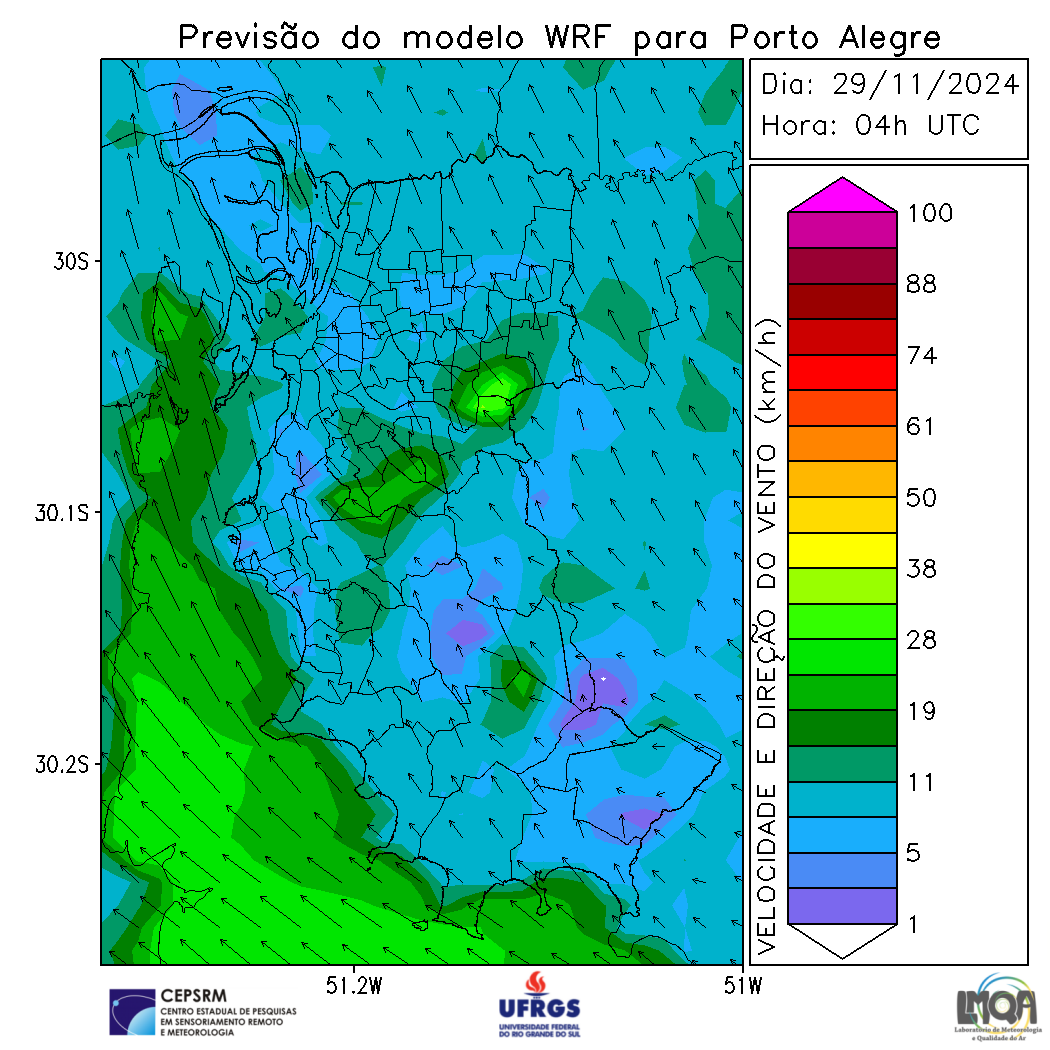 Previsão do modelo WRF para Porto Alegre
Dia: 29/11/2024
Hora: 04h UTC
30S
30.1S
30.2S
51.2W
51W
VELOCIDADE E DIREÇÃO DO VENTO (km/h)
100
88
74
61
50
38
28
19
11
5
1
CEPSRM
CENTRO ESTADUAL DE PESQUISAS
EM SENSORIAMENTO REMOTO
E METEOROLOGIA
UFRGS
UNIVERSIDADE FEDERAL
DO RIO GRANDE DO SUL
LMQA
Laboratório de Meteorologia
e Qualidade do Ar